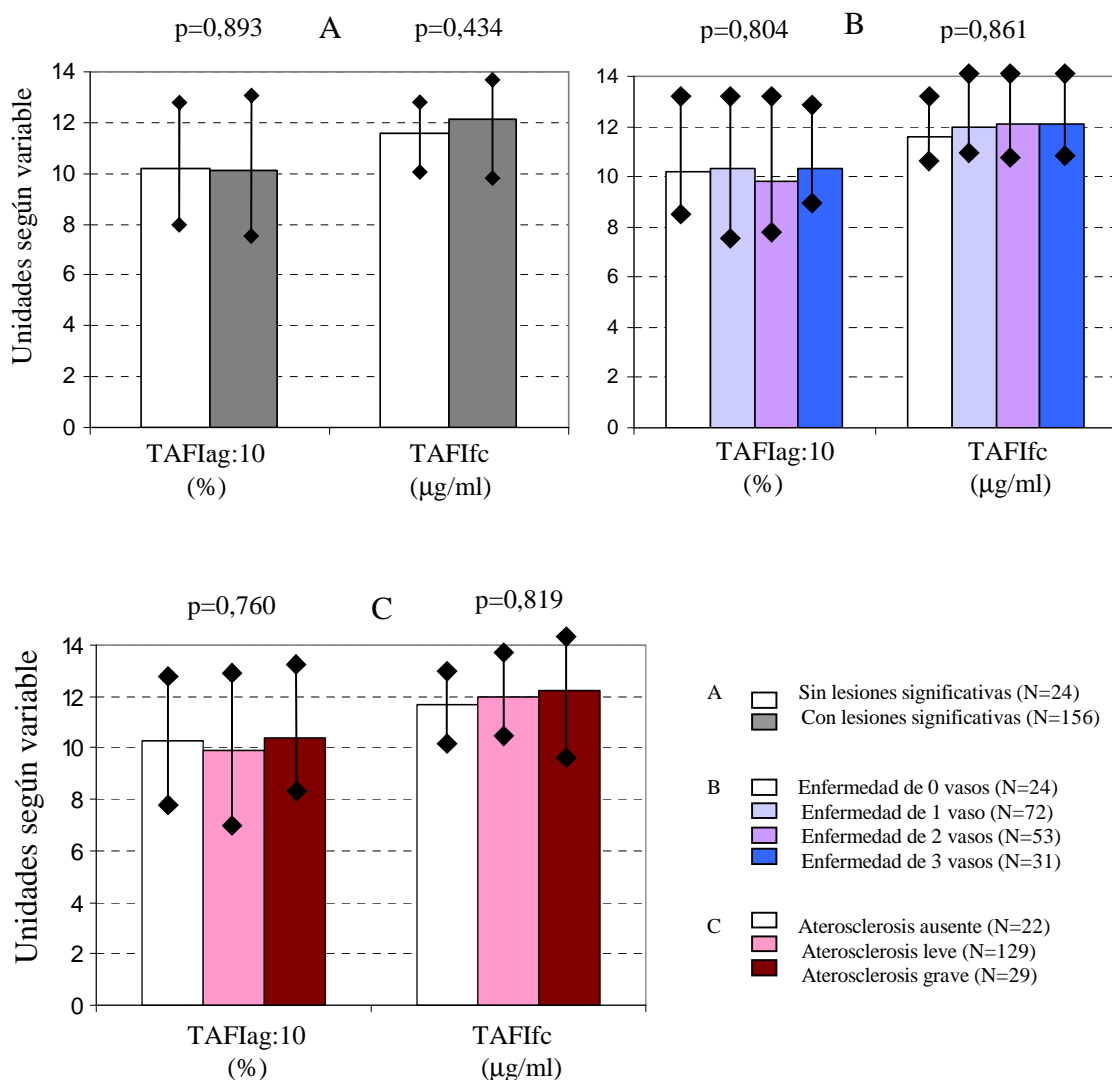 p=0,893
A
p=0,434
Unidades según variable
14
12
10
8
6
4
2
0
TAFIag:10
(%)
TAFIfc
(μg/ml)
p=0,804
B
p=0,861
14
12
10
8
6
4
2
0
TAFIag:10
(%)
TAFIfc
(μg/ml)
p=0,760
C
p=0,819
Unidades según variable
14
12
10
8
6
4
2
0
TAFIag:10
(%)
TAFIfc
(μg/ml)
A
Sin lesiones significativas (N=24)
Con lesiones significativas (N=156)
B
Enfermedad de 0 vasos (N=24)
Enfermedad de 1 vaso (N=72)
Enfermedad de 2 vasos (N=53)
Enfermedad de 3 vasos (N=31)
C
Aterosclerosis ausente (N=22)
Aterosclerosis leve (N=129)
Aterosclerosis grave (N=29)